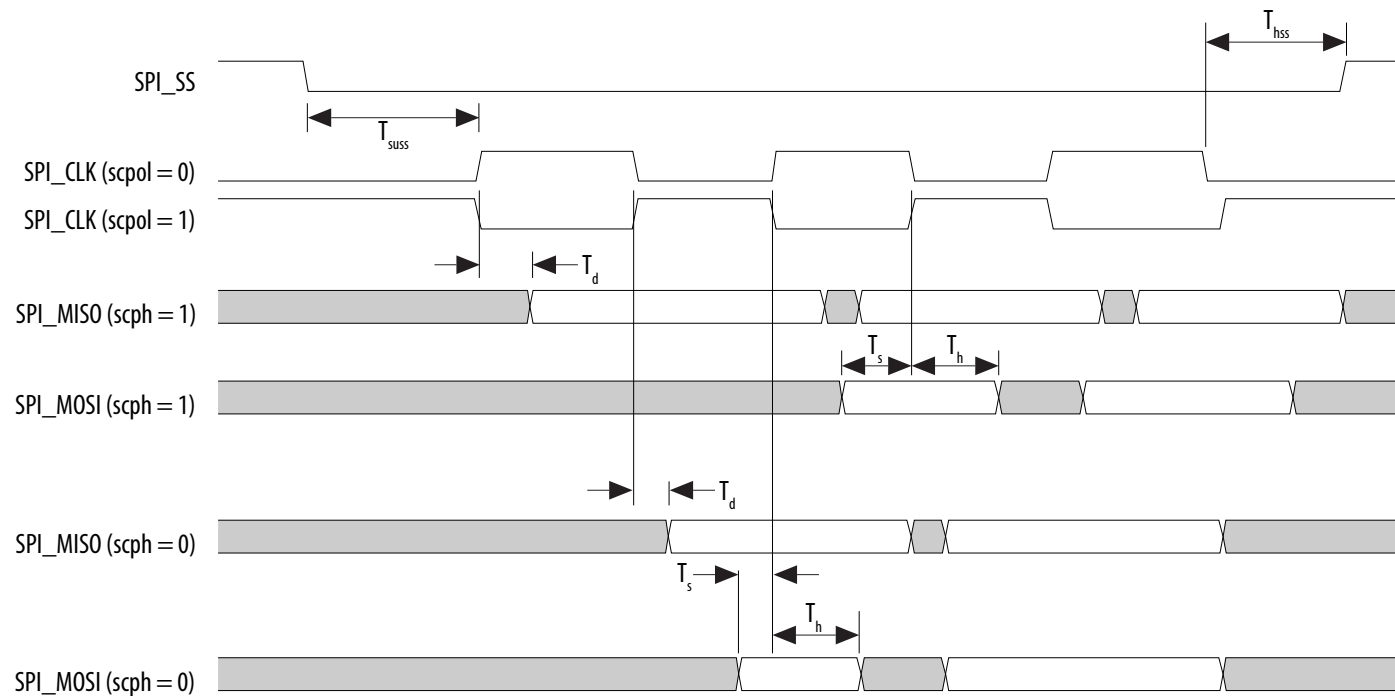 T_hss
SPI_SS
T_suss
SPI_CLK (scpol = 0)
SPI_CLK (scpol = 1)
T_d
SPI_MISO (scph = 1)
T_s T_h
SPI_MOSI (scph = 1)
T_d
SPI_MISO (scph = 0)
T_s
T_h
SPI_MOSI (scph = 0)